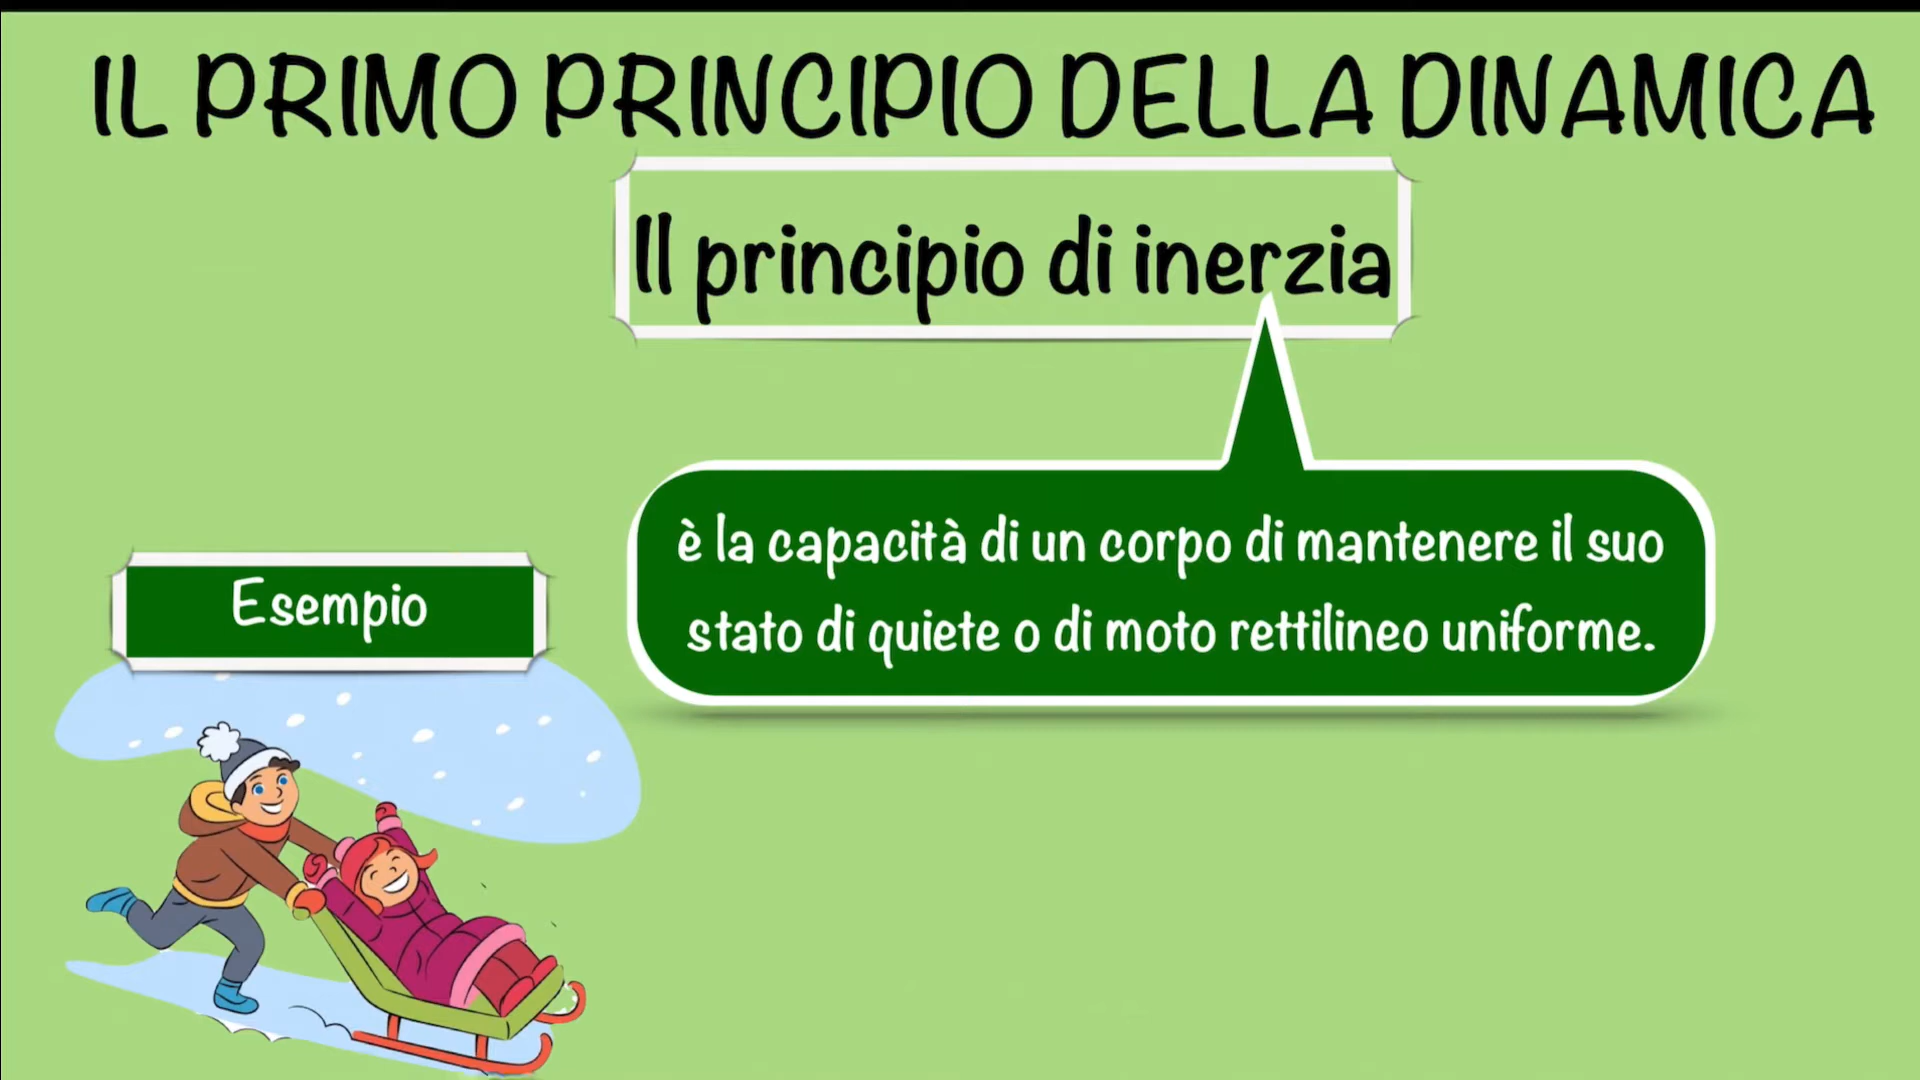 IL PRIMO PRINCIPIO DELLA DINAMICA
Il principio di inerzia
è la capacità di un corpo di mantenere il suo
stato di quiete o di moto rettilineo uniforme.
Esempio